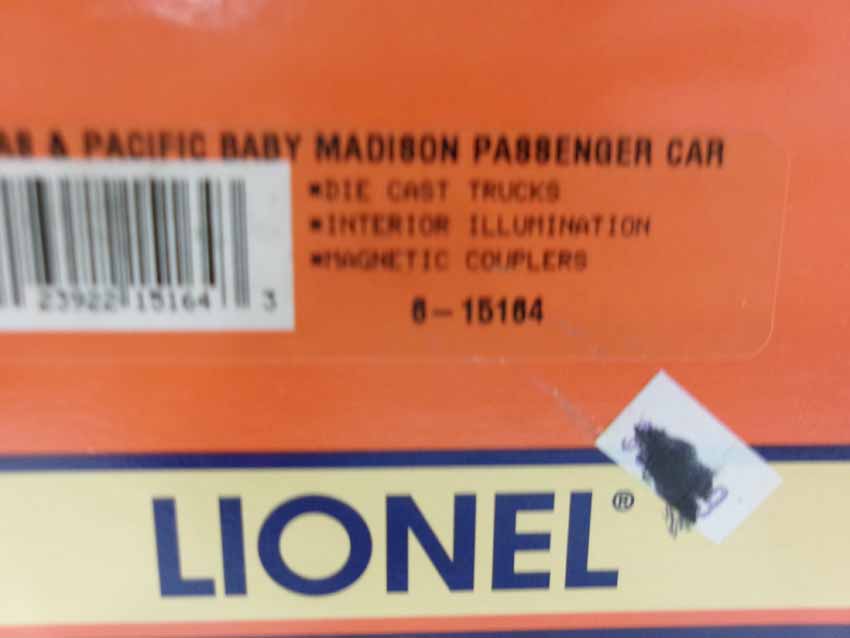 AS & PACIFIC BABY MADISON PASSENGER CAR
*DIE CAST TRUCKS
*INTERIOR ILLUMINATION
*MAGNETIC COUPLERS
23922 15164 3
6-15164
LIONEL®